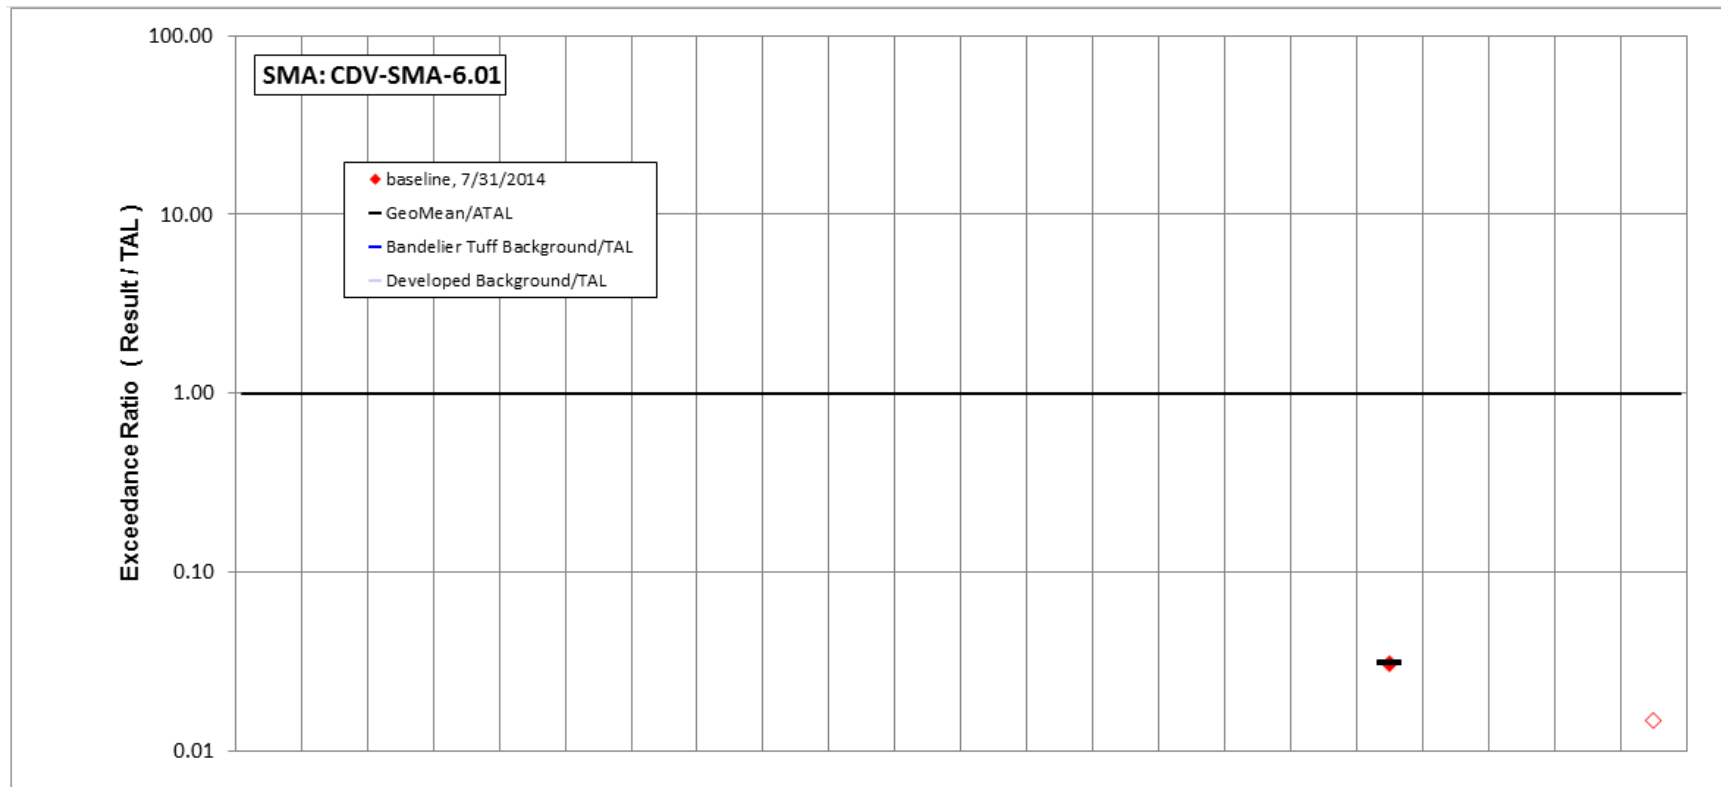 SMA: CDV-SMA-6.01
baseline, 7/31/2014
GeoMean/ATAL
Bandelier Tuff Background/TAL
Developed Background/TAL
Exceedance Ratio ( Result / TAL )
100.00
10.00
1.00
0.10
0.01